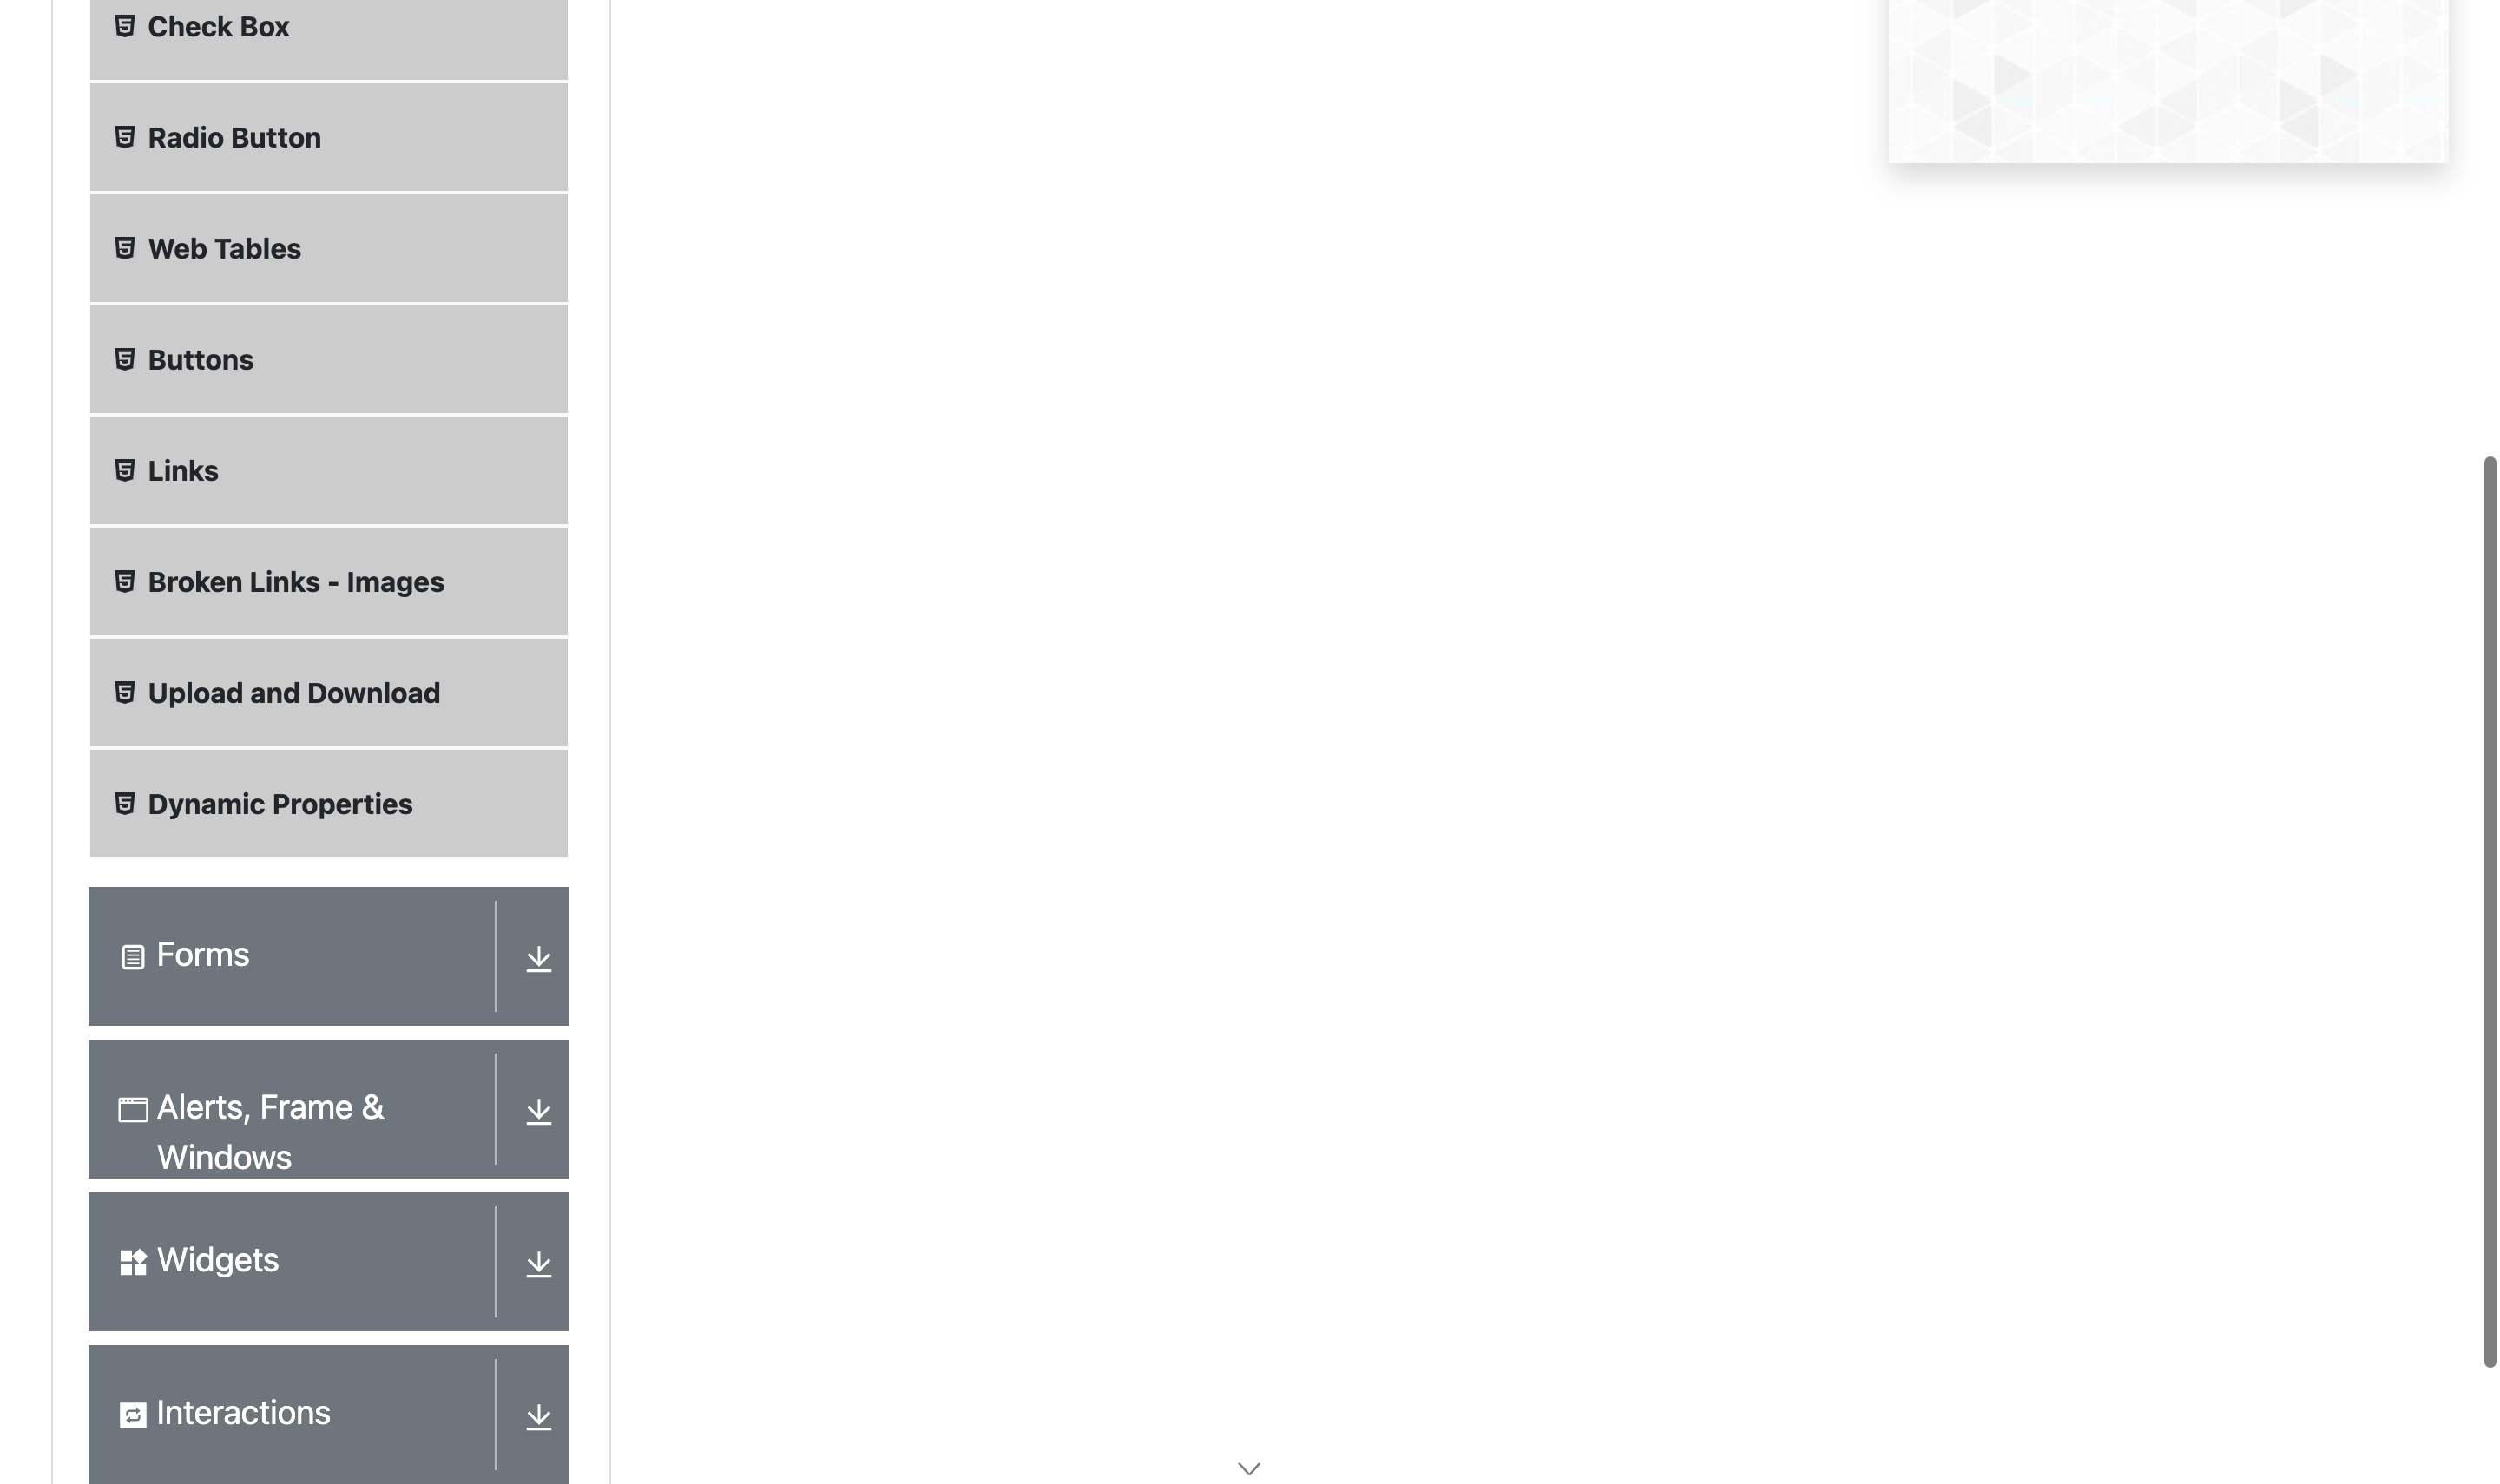 Check Box
Radio Button
Web Tables
Buttons
Links
Broken Links - Images
Upload and Download
Dynamic Properties
Forms
Alerts, Frame &
Windows
Widgets
Interactions